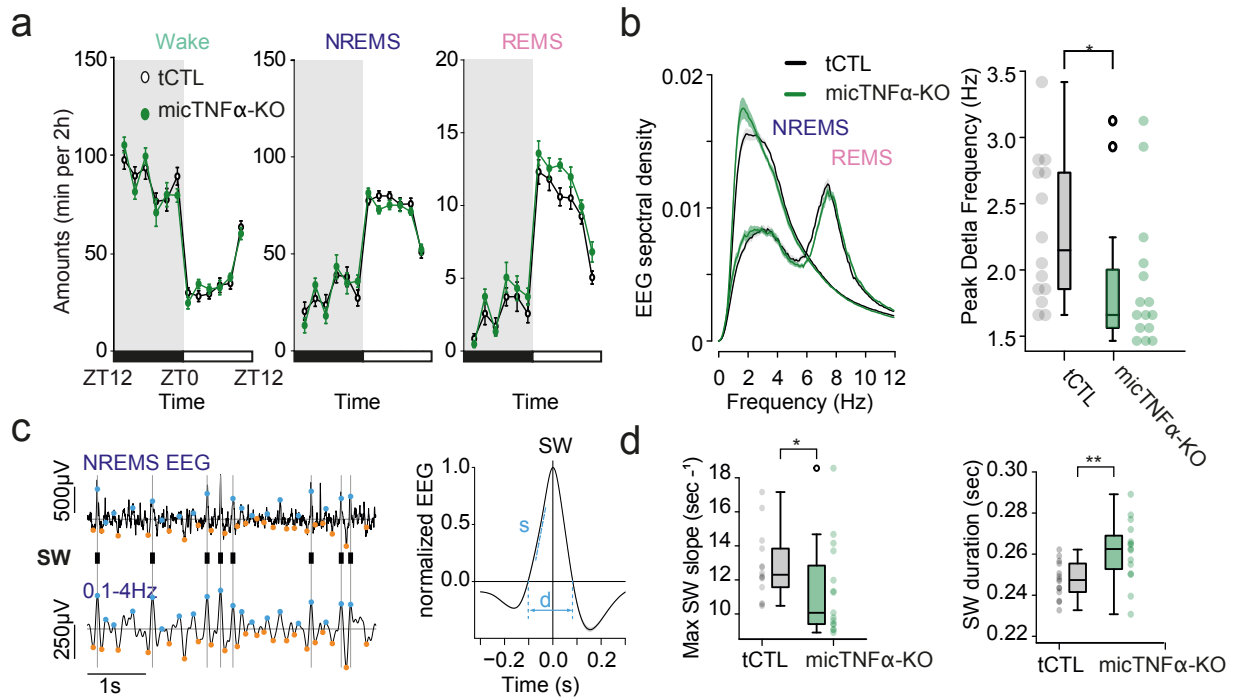 a
Wake
NREMS
REMS
tCTL
micTNFα-KO
Amounts (min per 2h)
150
100
50
0
150
100
50
0
20
15
10
5
0
ZT12
ZT0
ZT12
Time
Time
Time
b
tCTL
micTNFα-KO
NREMS
REMS
EEG sepctral density
0.02
0.01
0
0 2 4 6 8 10 12
Frequency (Hz)
*
Peak Detla Frequency (Hz)
3.5
3.0
2.5
2.0
1.5
tCTL
micTNFα-KO
c
NREMS EEG
500µV
SW
0.1-4Hz
250µV
1s
SW
normalized EEG
1.0
0.5
0.0
s
d
−0.2 0.0 0.2
Time (s)
d
*
Max SW slope (sec -1)
18
17
16
14
13
12
11
10
tCTL micTNFα-KO
**
SW duration (sec)
0.30
0.28
0.26
0.24
0.22
tCTL micTNFα-KO